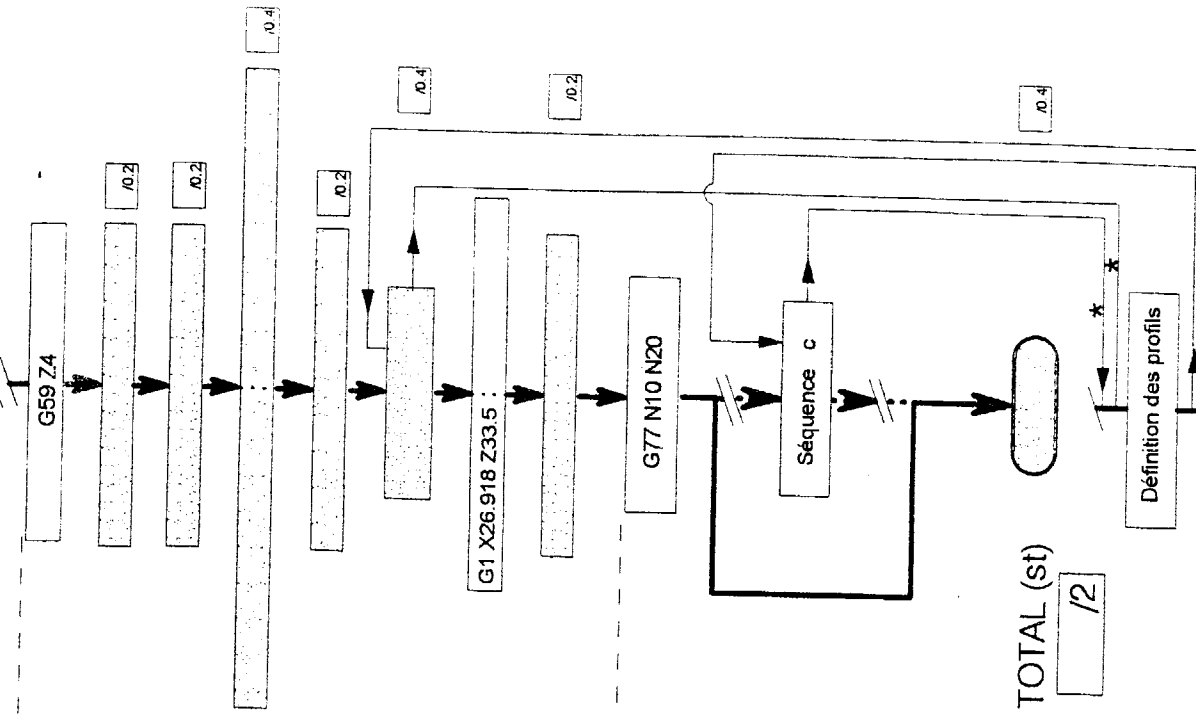 /0.4
G59 Z4
/0.2
/0.2
/0.2
/0.4
G1 X26.918 Z33.5
/0.2
G77 N10 N20
Séquence c
/0.4
*
*
TOTAL (st)
/2
Définition des profils